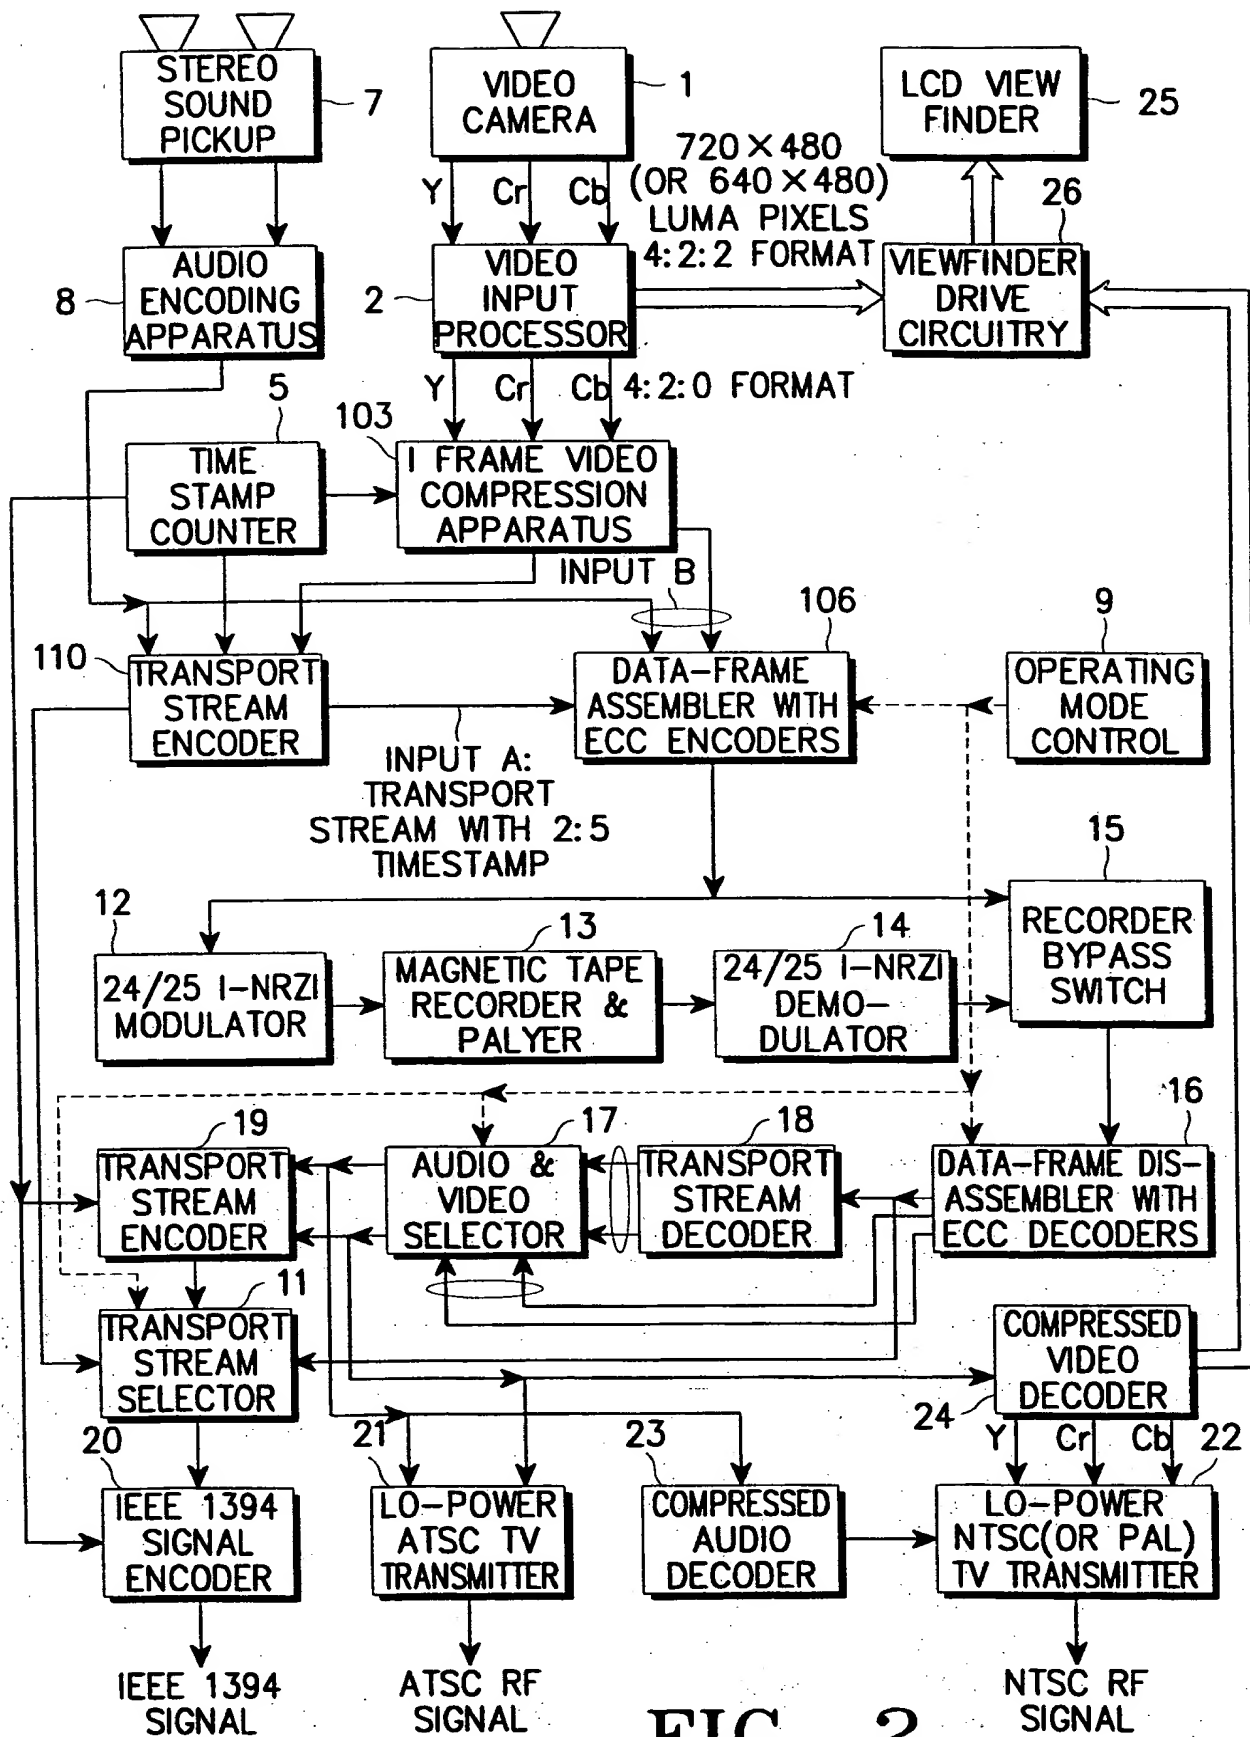 STEREO
SOUND
PICKUP
7
VIDEO
CAMERA
1
LCD VIEW
FINDER
25
720×480
(OR 640×480)
LUMA PIXELS
4:2:2 FORMAT
Y
Cr
Cb
26
AUDIO
ENCODING
APPARATUS
8
VIDEO
INPUT
PROCESSOR
2
VIEWFINDER
DRIVE
CIRCUITRY
Y
Cr
Cb
4:2:0 FORMAT
5
103
TIME
STAMP
COUNTER
I FRAME VIDEO
COMPRESSION
APPARATUS
INPUT B
106
9
110
TRANSPORT
STREAM
ENCODER
DATA-FRAME
ASSEMBLER WITH
ECC ENCODERS
OPERATING
MODE
CONTROL
INPUT A:
TRANSPORT
STREAM WITH 2:5
TIMESTAMP
15
12
13
14
24/25 I-NRZI
MODULATOR
MAGNETIC TAPE
RECORDER &
PALYER
24/25 I-NRZI
DEMO-
DULATOR
RECORDER
BYPASS
SWITCH
19
17
18
16
TRANSPORT
STREAM
ENCODER
AUDIO &
VIDEO
SELECTOR
TRANSPORT
STREAM
DECODER
DATA-FRAME DIS-
ASSEMBLER WITH
ECC DECODERS
11
TRANSPORT
STREAM
SELECTOR
COMPRESSED
VIDEO
DECODER
24
20
21
23
Y
Cr
Cb
22
IEEE 1394
SIGNAL
ENCODER
LO-POWER
ATSC TV
TRANSMITTER
COMPRESSED
AUDIO
DECODER
LO-POWER
NTSC(OR PAL)
TV TRANSMITTER
IEEE 1394
SIGNAL
ATSC RF
SIGNAL
NTSC RF
SIGNAL